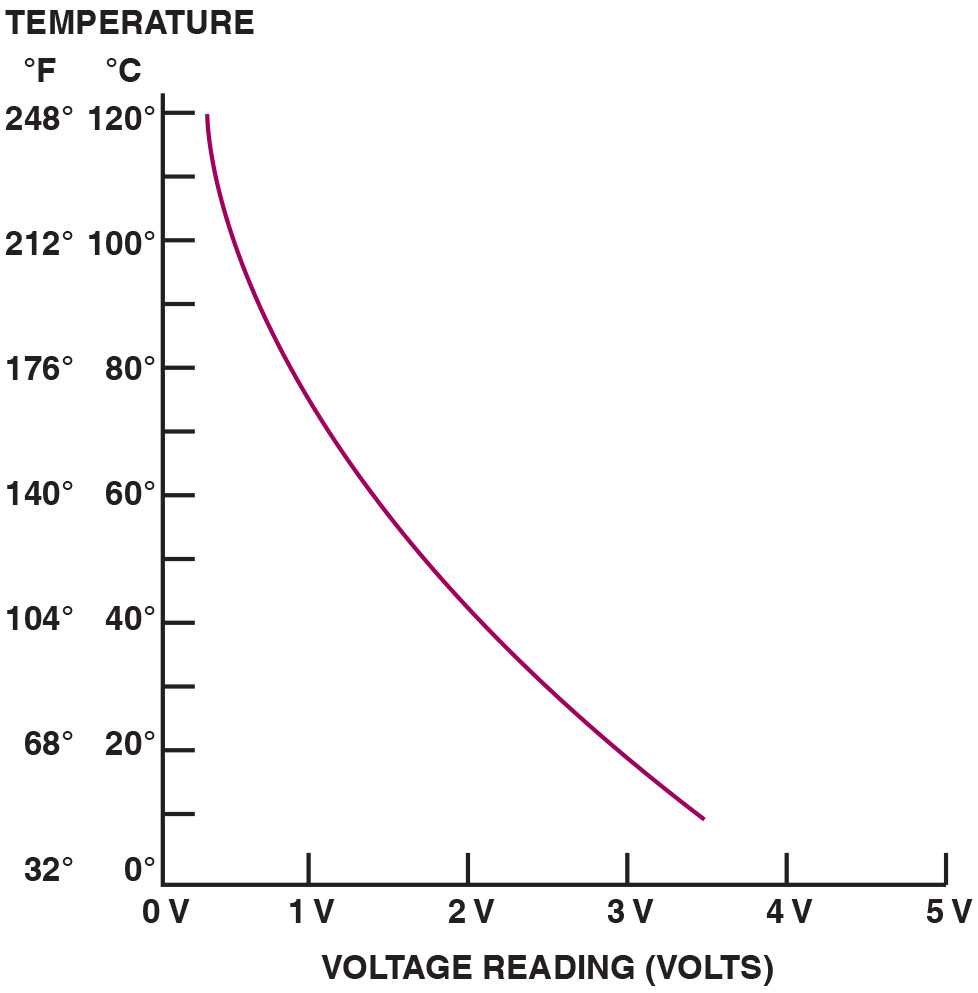 TEMPERATURE
°F °C
248° 120°
212° 100°
176° 80°
140° 60°
104° 40°
68° 20°
32° 0°
0 V 1 V 2 V 3 V 4 V 5 V
VOLTAGE READING (VOLTS)